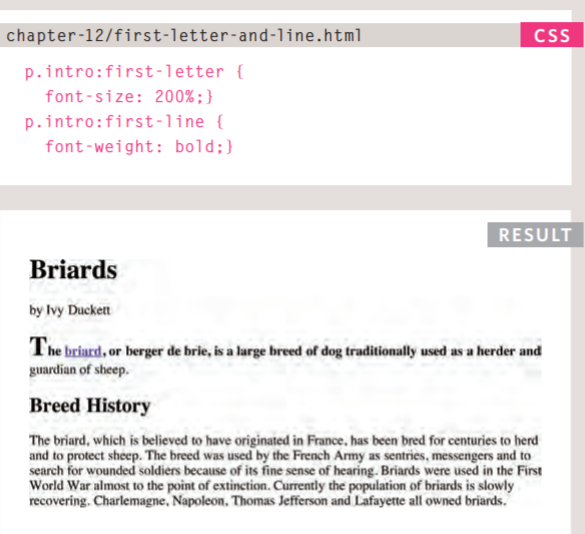 chapter-12/first-letter-and-line.html CSS
p.intro:first-letter {
font-size: 200%;}
p.intro:first-line {
font-weight: bold;}
RESULT
Briards
by Ivy Duckett
The briard, or berger de brie, is a large breed of dog traditionally used as a herder and
guardian of sheep.
Breed History
The briard, which is believed to have originated in France, has been bred for centuries to herd
and to protect sheep. The breed was used by the French Army as sentries, messengers and to
search for wounded soldiers because of its fine sense of hearing. Briards were used in the First
World War almost to the point of extinction. Currently the population of briards is slowly
recovering. Charlemagne, Napoleon, Thomas Jefferson and Lafayette all owned briards.